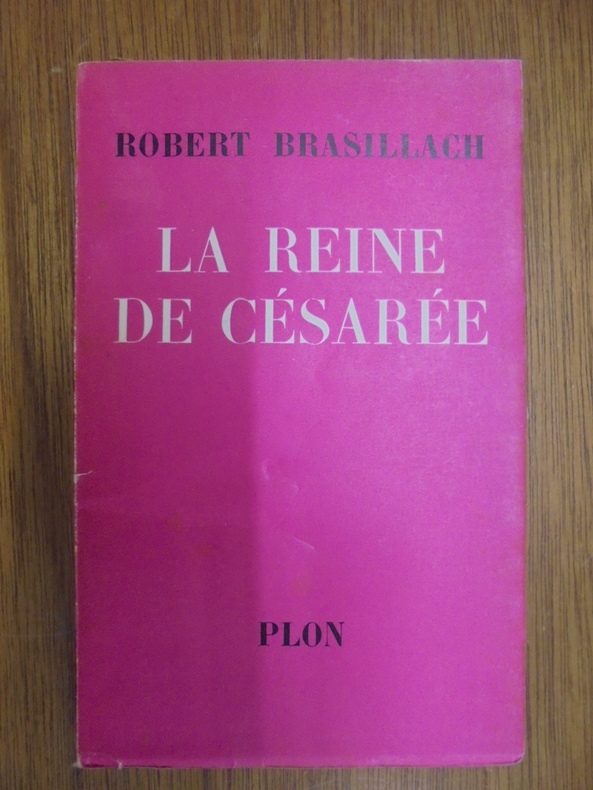 ROBERT BRASILLACH
LA REINE
DE CÉSARÉE
PLON